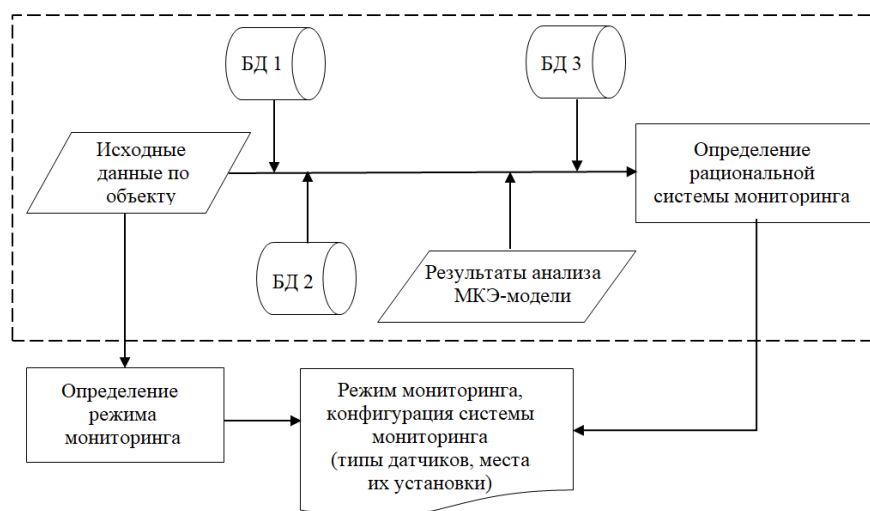 БД 1
БД 3
Исходные
данные по
объекту
Определение
рациональной
системы мониторинга
БД 2
Результаты анализа
МКЭ-модели
Определение
режима
мониторинга
Режим мониторинга,
конфигурация системы
мониторинга
(типы датчиков, места
их установки)